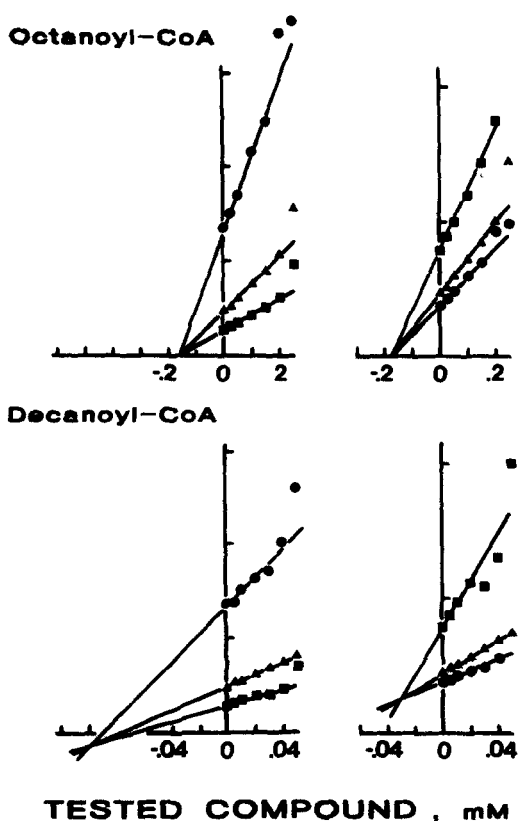 Octanoyl-CoA
-.2 0 2 -.2 0 .2
Decanoyl-CoA
-.04 0 .04 -.04 0 .04
TESTED COMPOUND , mM